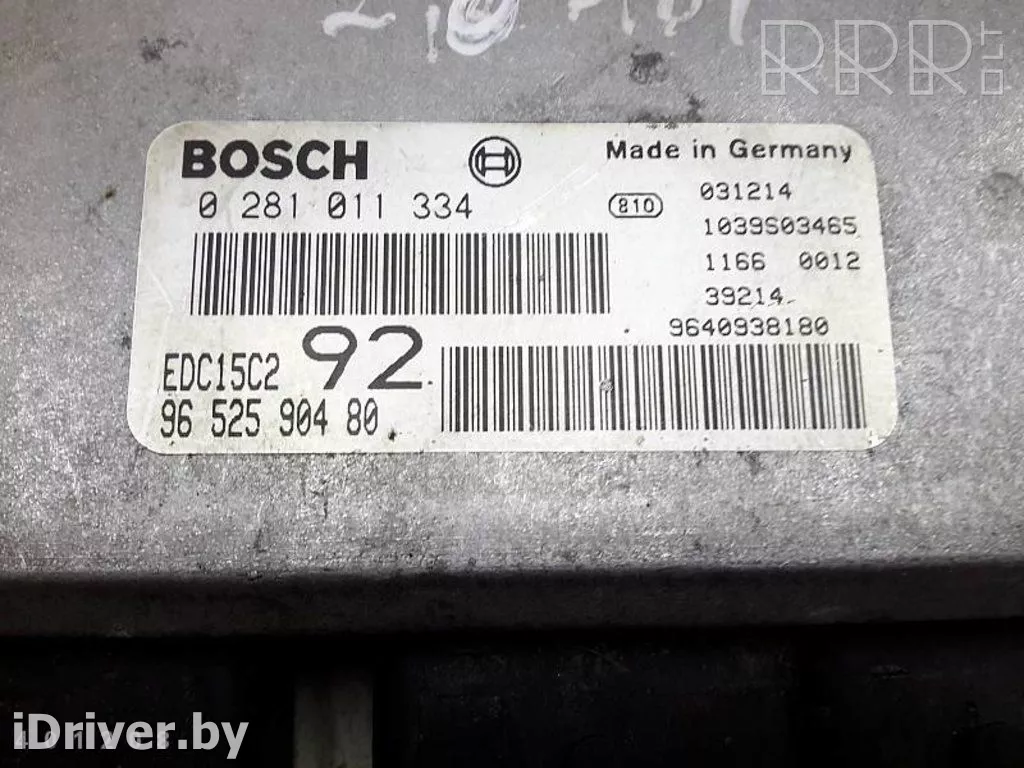 RRR.LT
BOSCH
Made in Germany
0 281 011 334
810
031214
1039S03465
1166 0012
39214
9640938180
EDC15C2 92
96 525 904 80
iDriver.by